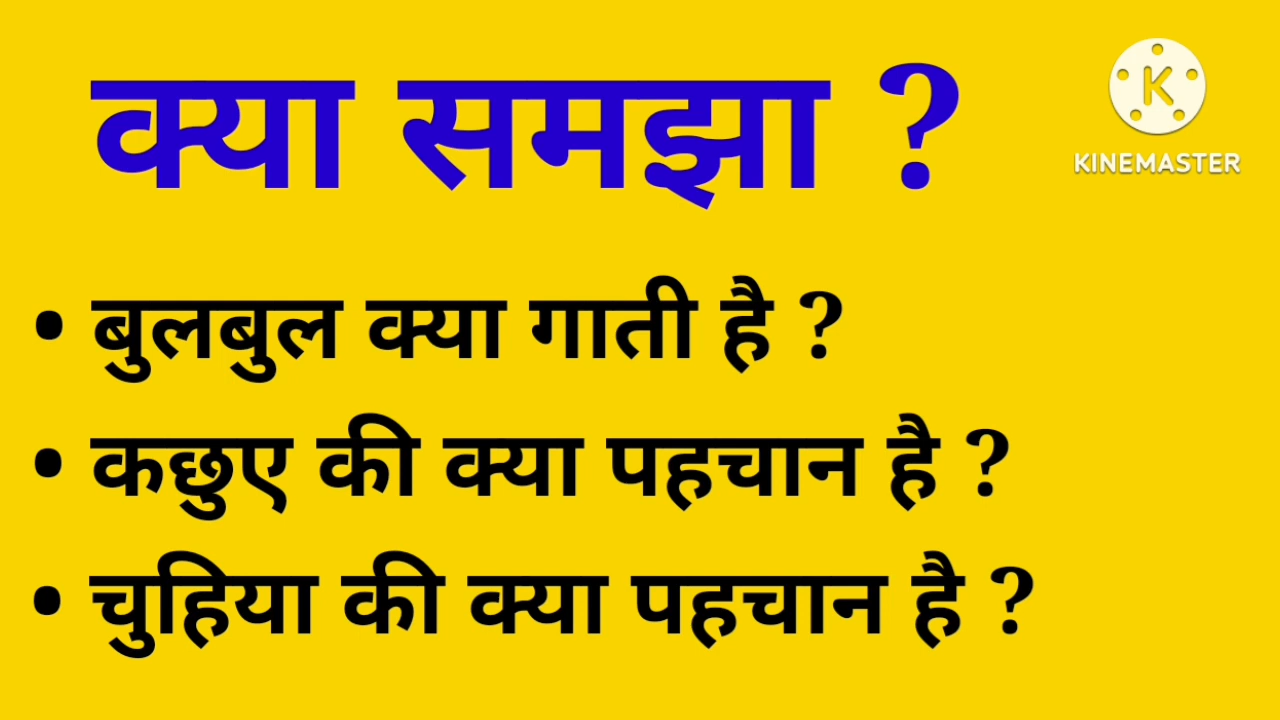 क्या समझा ?
KINEMASTER
• बुलबुल क्या गाती है ?
• कछुए की क्या पहचान है ?
• चुहिया की क्या पहचान है ?